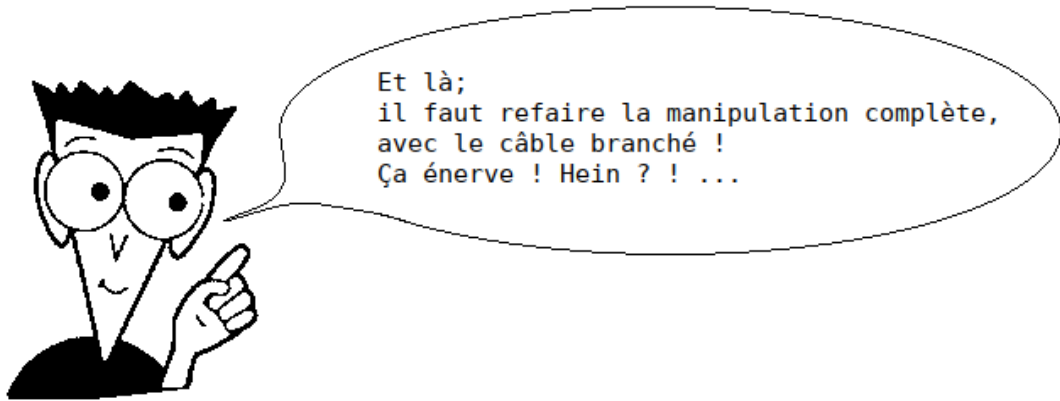 Et là;
il faut refaire la manipulation complète,
avec le câble branché !
Ça énerve ! Hein ? ! ...